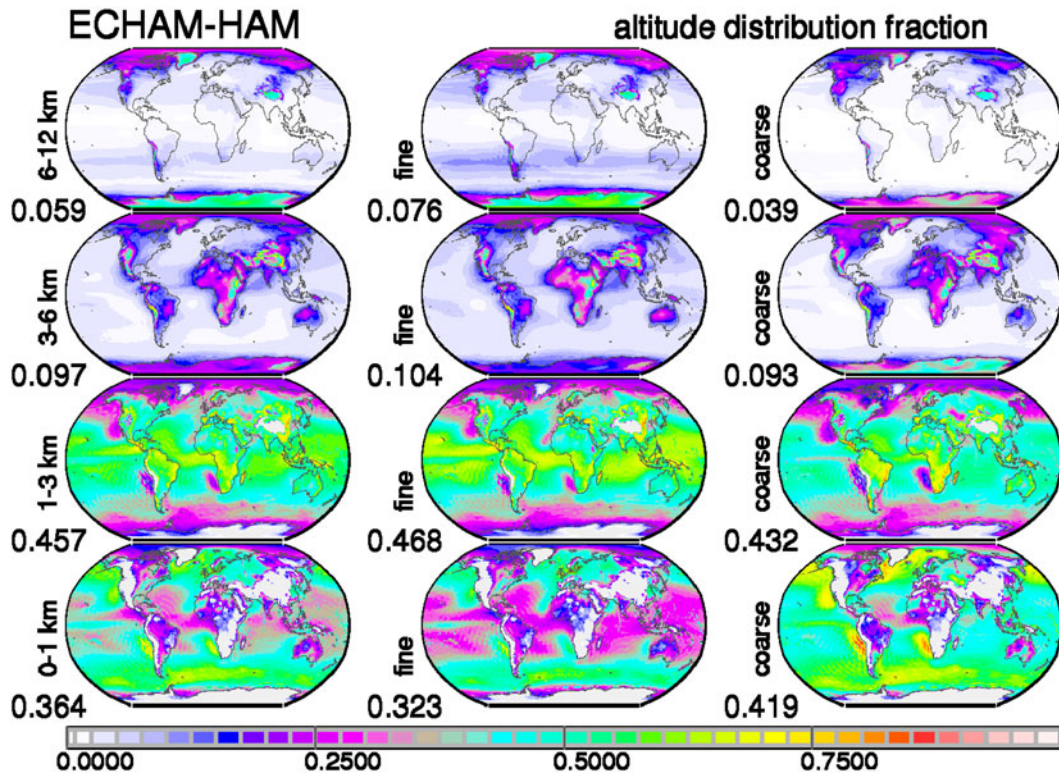 ECHAM-HAM altitude distribution fraction
6-12 km fine coarse
0.059 0.076 0.039
3-6 km fine coarse
0.097 0.104 0.093
1-3 km fine coarse
0.457 0.468 0.432
0-1 km fine coarse
0.364 0.323 0.419
0.0000 0.2500 0.5000 0.7500